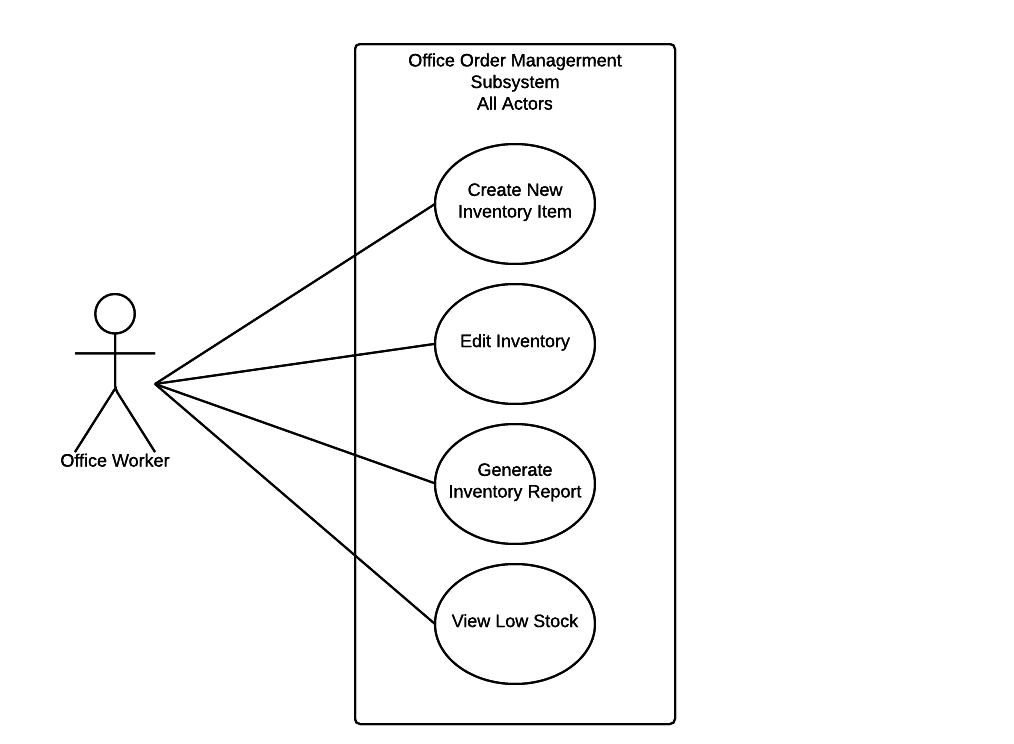 Office Order Managerment
Subsystem
All Actors
Create New
Inventory Item
Edit Inventory
Generate
Inventory Report
Office Worker
View Low Stock